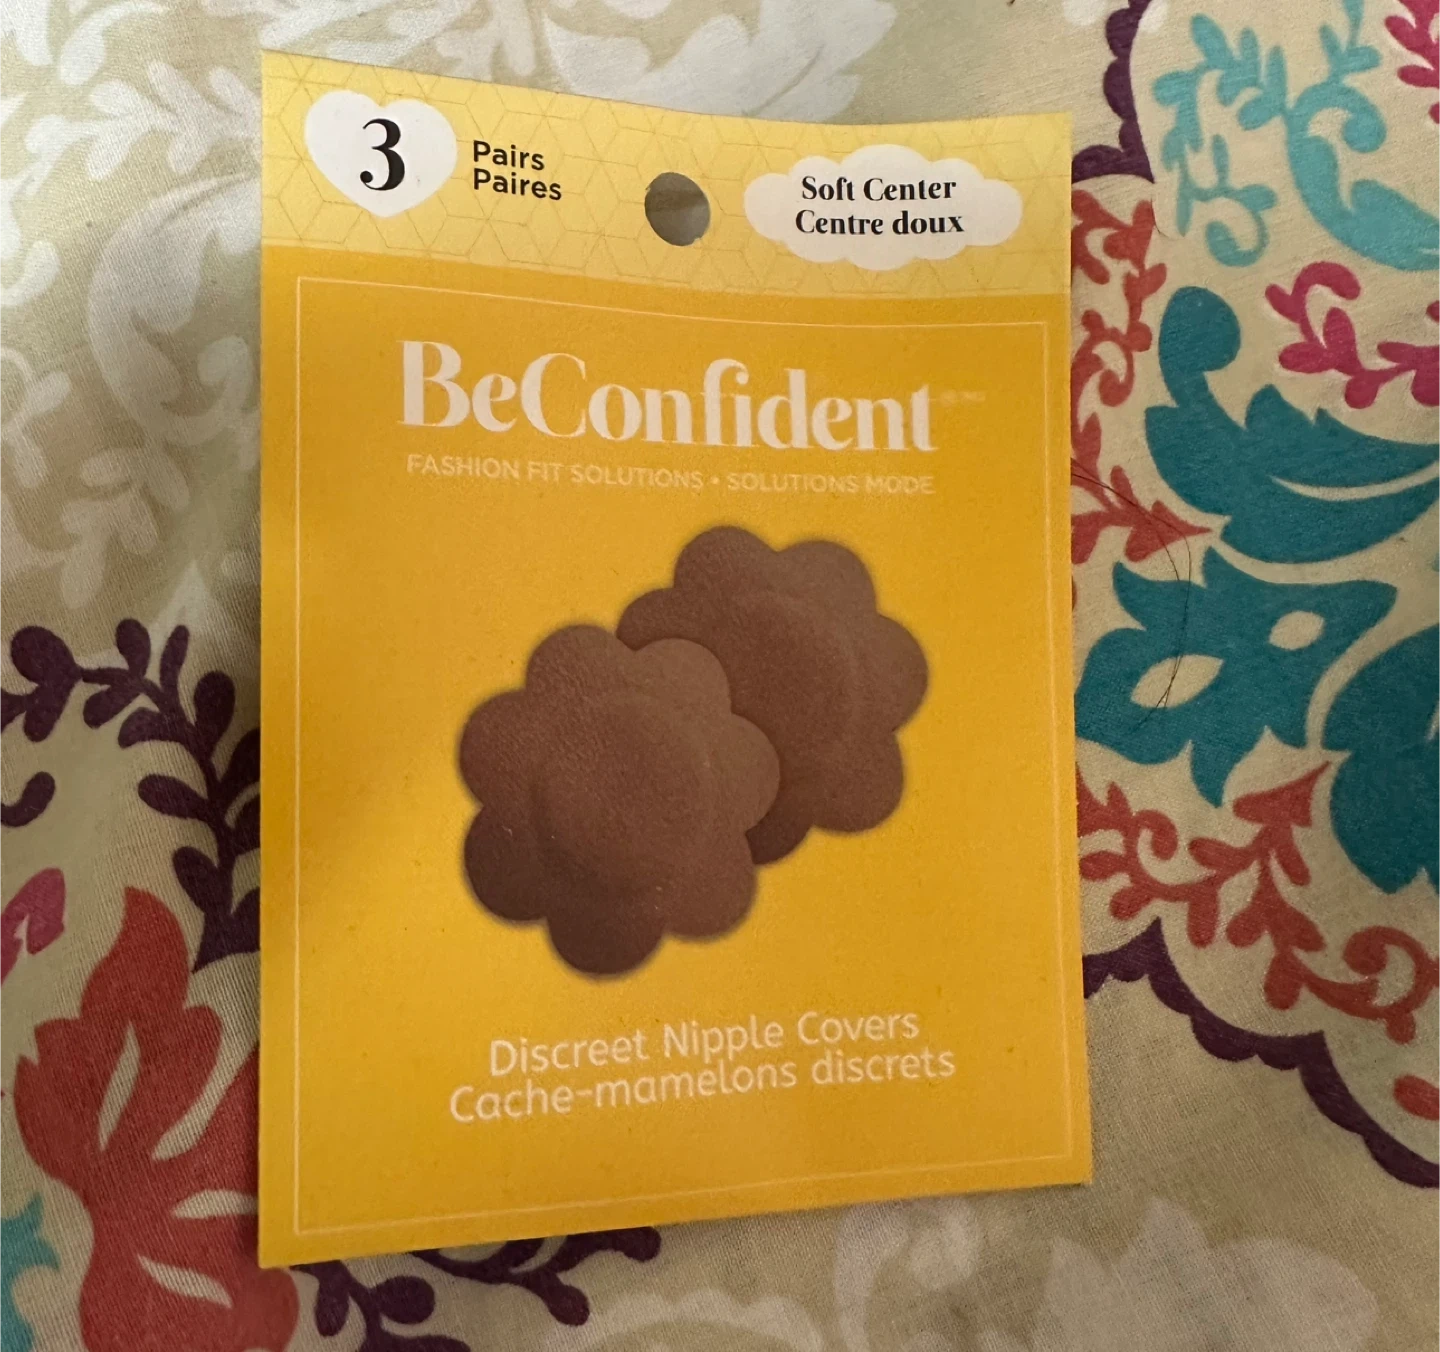 3
Pairs
Paires
Soft Center
Centre doux
BeConfident
FASHION FIT SOLUTIONS • SOLUTIONS MODE
Discreet Nipple Covers
Cache-mamelons discrets